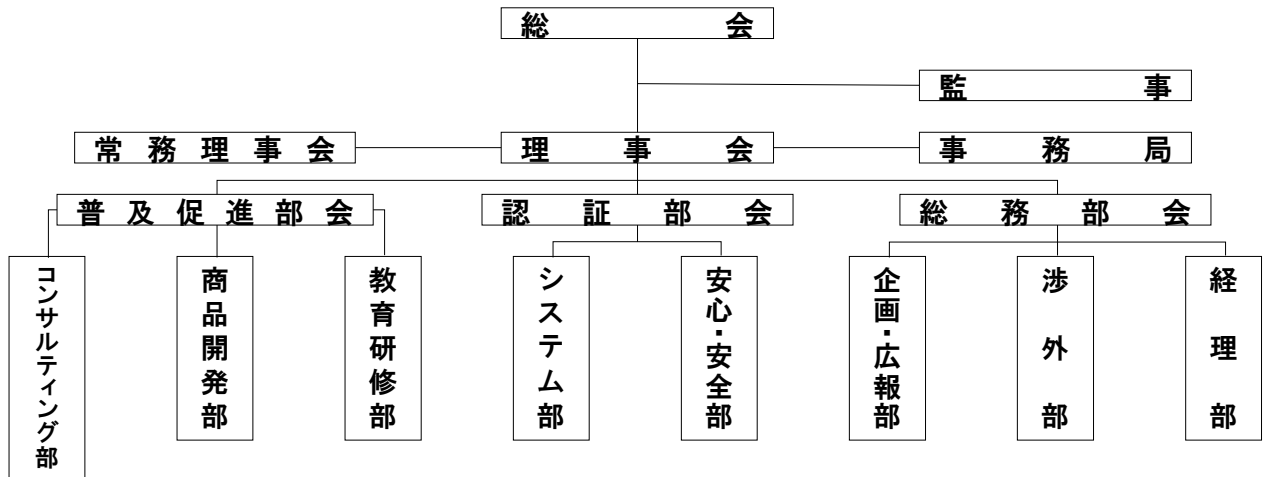 総会
監事
常務理事会
理事会
事務局
普及促進部会
認証部会
総務部会
コンサルティング部
商品開発部
教育研修部
システム部
安心・安全部
企画・広報部
渉外部
経理部